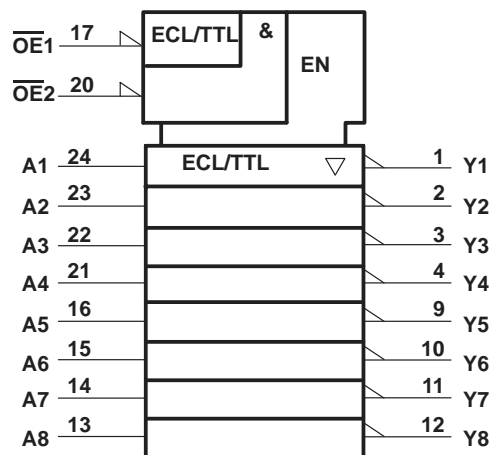 OE1 17 ECL/TTL & EN
OE2 20
A1 24 ECL/TTL ▽ 1 Y1
A2 23 2 Y2
A3 22 3 Y3
A4 21 4 Y4
A5 16 9 Y5
A6 15 10 Y6
A7 14 11 Y7
A8 13 12 Y8